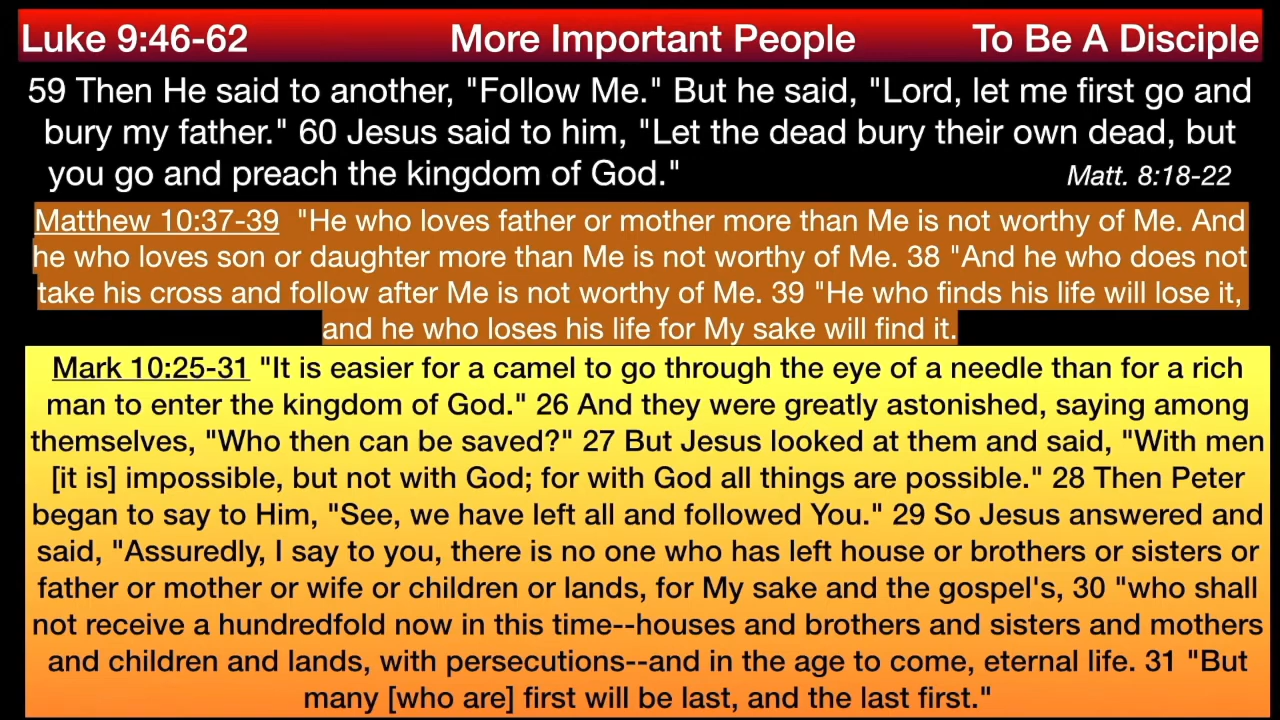 Luke 9:46-62 More Important People To Be A Disciple
59 Then He said to another, "Follow Me." But he said, "Lord, let me first go and
bury my father." 60 Jesus said to him, "Let the dead bury their own dead, but
you go and preach the kingdom of God." Matt. 8:18-22
Matthew 10:37-39 "He who loves father or mother more than Me is not worthy of Me. And
he who loves son or daughter more than Me is not worthy of Me. 38 "And he who does not
take his cross and follow after Me is not worthy of Me. 39 "He who finds his life will lose it,
and he who loses his life for My sake will find it.
Mark 10:25-31 "It is easier for a camel to go through the eye of a needle than for a rich
man to enter the kingdom of God." 26 And they were greatly astonished, saying among
themselves, "Who then can be saved?" 27 But Jesus looked at them and said, "With men
[it is] impossible, but not with God; for with God all things are possible." 28 Then Peter
began to say to Him, "See, we have left all and followed You." 29 So Jesus answered and
said, "Assuredly, I say to you, there is no one who has left house or brothers or sisters or
father or mother or wife or children or lands, for My sake and the gospel's, 30 "who shall
not receive a hundredfold now in this time--houses and brothers and sisters and mothers
and children and lands, with persecutions--and in the age to come, eternal life. 31 "But
many [who are] first will be last, and the last first."